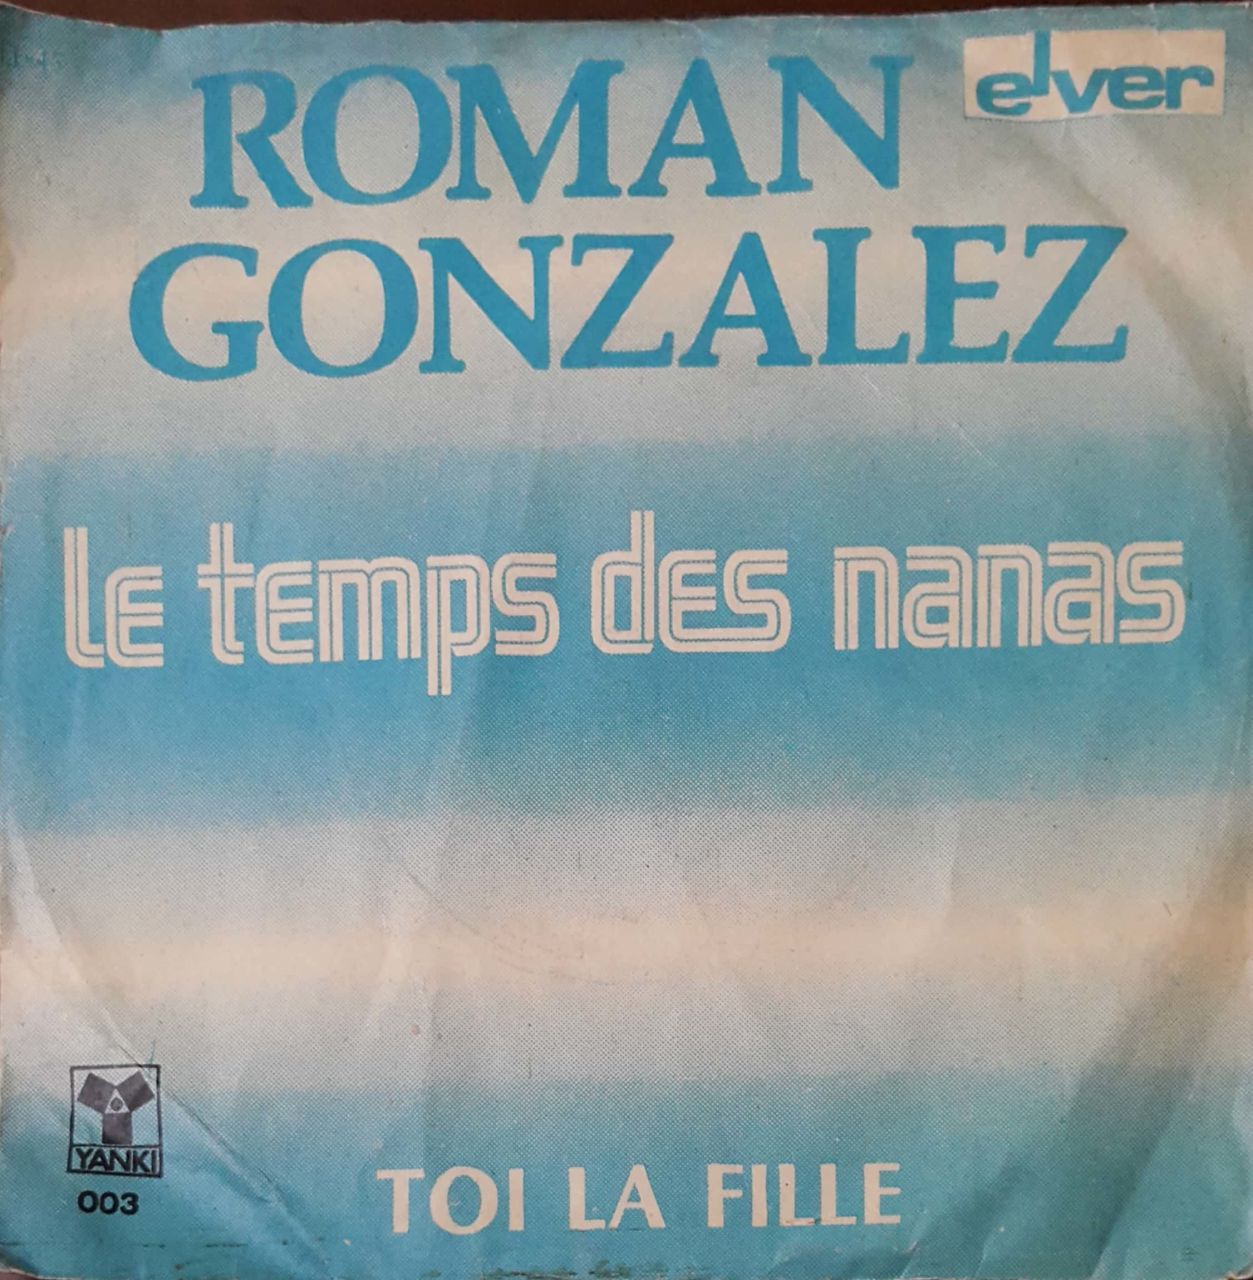 ROMAN
elver
GONZALEZ
le temps des nanas
YANKI
003
TOI LA FILLE